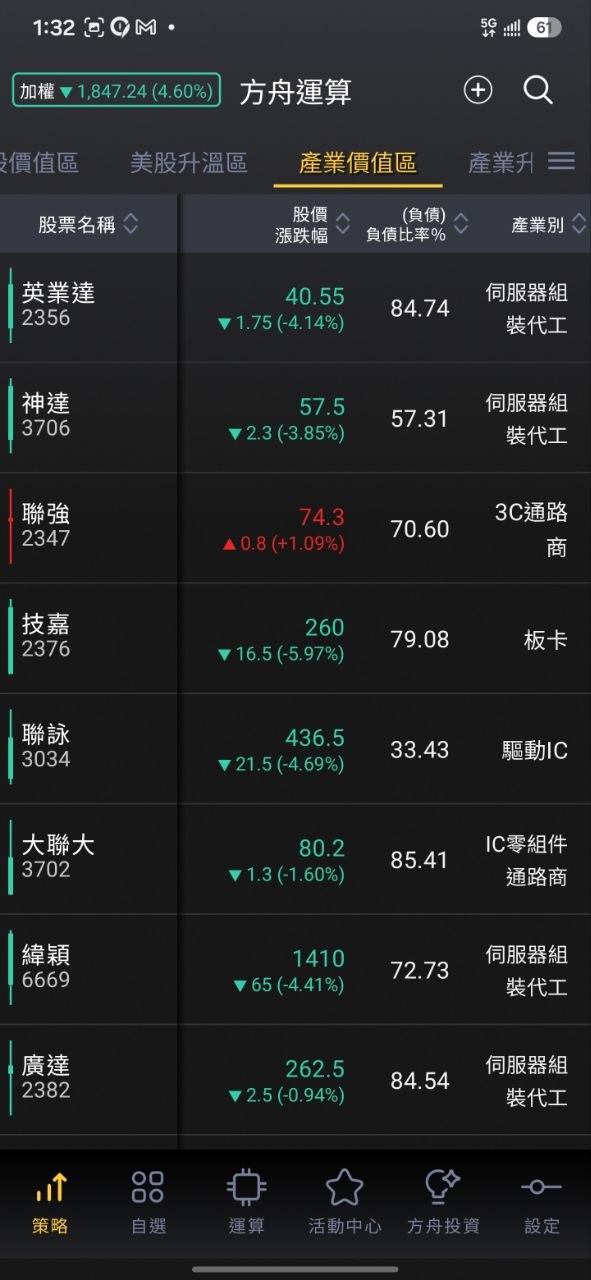 1:32
5G
61
加權▼1,847.24 (4.60%)
方舟運算
價值區
美股升溫區
產業價值區
產業升
股票名稱
股價
漲跌幅
(負債)
負債比率%
產業別
英業達
2356
40.55
▼1.75 (-4.14%)
84.74
伺服器組
裝代工
神達
3706
57.5
▼2.3 (-3.85%)
57.31
伺服器組
裝代工
聯強
2347
74.3
▲0.8 (+1.09%)
70.60
3C通路
商
技嘉
2376
260
▼16.5 (-5.97%)
79.08
板卡
聯詠
3034
436.5
▼21.5 (-4.69%)
33.43
驅動IC
大聯大
3702
80.2
▼1.3 (-1.60%)
85.41
IC零組件
通路商
緯穎
6669
1410
▼65 (-4.41%)
72.73
伺服器組
裝代工
廣達
2382
262.5
▼2.5 (-0.94%)
84.54
伺服器組
裝代工
策略
自選
運算
活動中心
方舟投資
設定